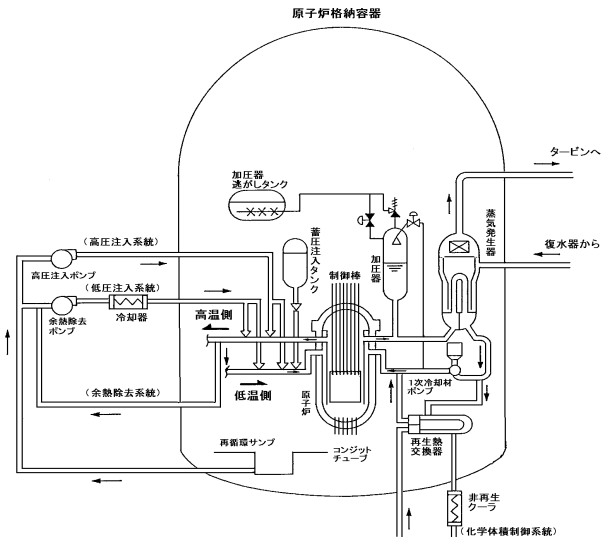 原子炉格納容器
タービンへ
加圧器
逃がしタンク
蒸気発生器
復水器から
蓄圧注入タンク
加圧器
(高圧注入系統)
高圧注入ポンプ
制御棒
(低圧注入系統)
余熱除去
ポンプ
冷却器
高温側
低温側
原子炉
1次冷却材
ポンプ
(余熱除去系統)
再循環サンプ
コンジット
チューブ
再生熱
交換器
非再生
クーラ
(化学体積制御系統)